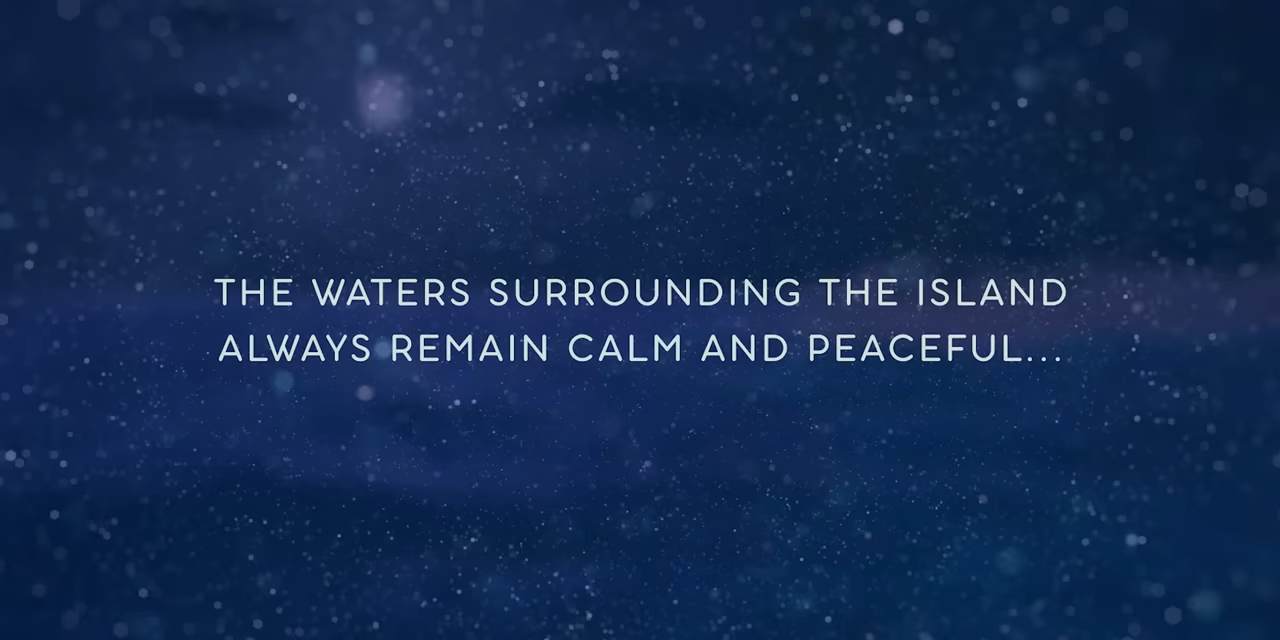 THE WATERS SURROUNDING THE ISLAND
ALWAYS REMAIN CALM AND PEACEFUL...